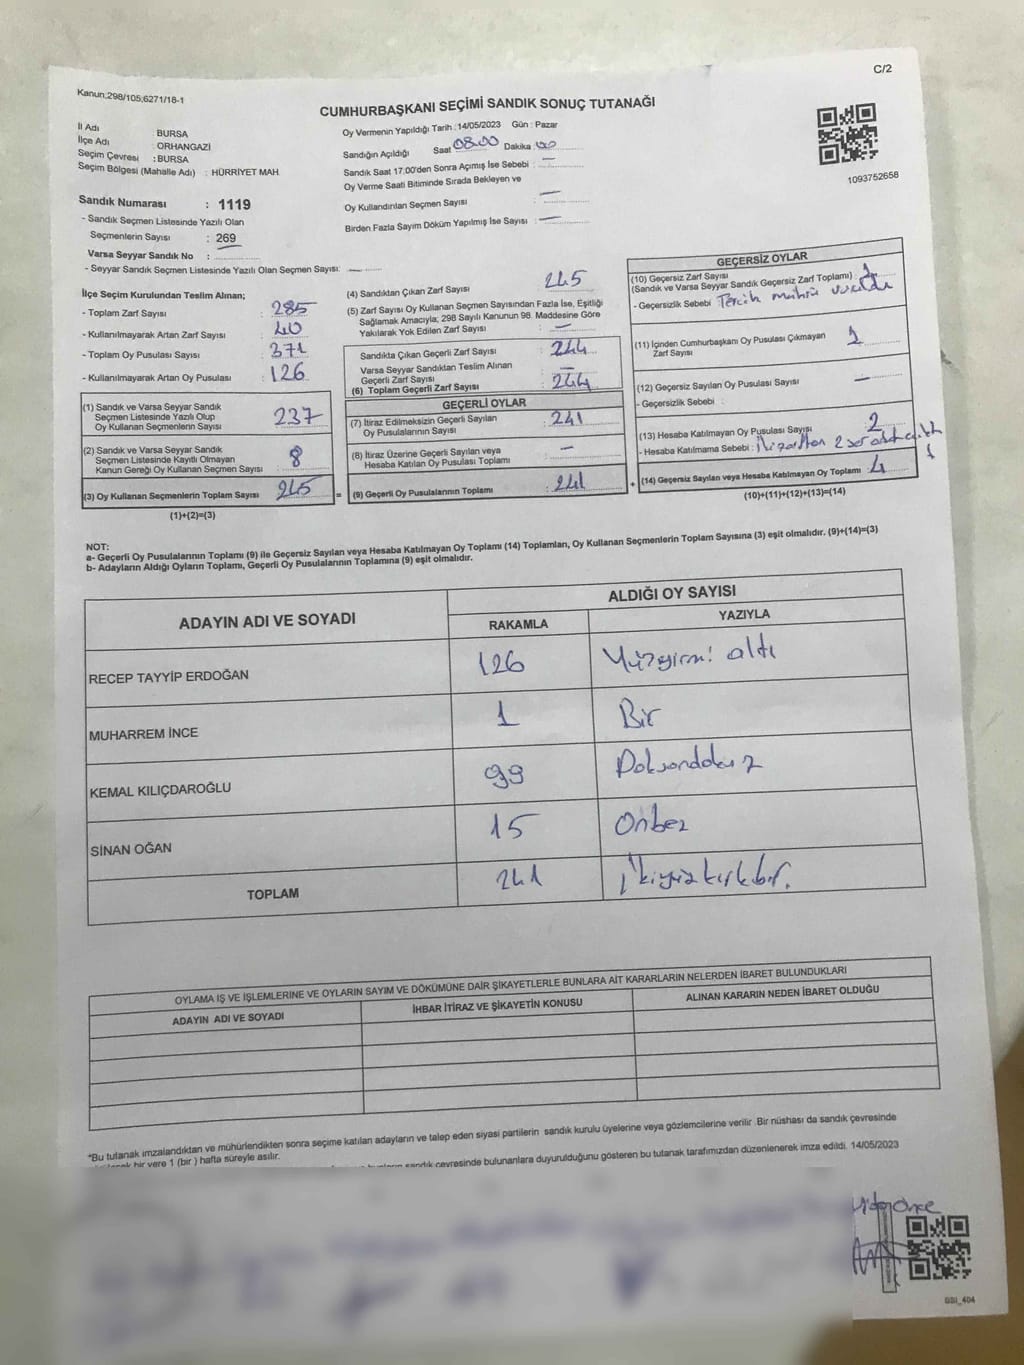 C/2
Kanun;298/105;6271/18-1
CUMHURBAŞKANI SEÇİMİ SANDIK SONUÇ TUTANAĞI
İl Adı BURSA
İlçe Adı : ORHANGAZİ
Seçim Çevresi : BURSA
Seçim Bölgesi (Mahalle Adı) : HÜRRİYET MAH.
Sandık Numarası : 1119
- Sandık Seçmen Listesinde Yazılı Olan
Seçmenlerin Sayısı : 269
Varsa Seyyar Sandık No :
- Seyyar Sandık Seçmen Listesinde Yazılı Olan Seçmen Sayısı: —
Oy Vermenin Yapıldığı Tarih : 14/05/2023 Gün : Pazar
Sandığın Açıldığı Saat 08.00 Dakika 00
Sandık Saat 17:00'den Sonra Açımış İse Sebebi : —
Oy Verme Saati Bitiminde Sırada Bekleyen ve
Oy Kullandırılan Seçmen Sayısı : —
Birden Fazla Sayım Döküm Yapılmış İse Sayısı : —
1093752658
İlçe Seçim Kurulundan Teslim Alınan;
- Toplam Zarf Sayısı : 285
- Kullanılmayarak Artan Zarf Sayısı : 40
- Toplam Oy Pusulası Sayısı : 371
- Kullanılmayarak Artan Oy Pusulası : 126
(1) Sandık ve Varsa Seyyar Sandık
Seçmen Listesinde Yazılı Olup
Oy Kullanan Seçmenlerin Sayısı 237
(2) Sandık ve Varsa Seyyar Sandık
Seçmen Listesinde Kayıtlı Olmayan
Kanun Gereği Oy Kullanan Seçmen Sayısı 8
(3) Oy Kullanan Seçmenlerin Toplam Sayısı 245 =
(1)+(2)=(3)
(4) Sandıktan Çıkan Zarf Sayısı 245
(5) Zarf Sayısı Oy Kullanan Seçmen Sayısından Fazla İse, Eşitliği
Sağlamak Amacıyla; 298 Sayılı Kanunun 98. Maddesine Göre
Yakılarak Yok Edilen Zarf Sayısı : —
Sandıkta Çıkan Geçerli Zarf Sayısı : 244
Varsa Seyyar Sandıktan Teslim Alınan
Geçerli Zarf Sayısı : —
(6) Toplam Geçerli Zarf Sayısı : 244
GEÇERLİ OYLAR
(7) İtiraz Edilmeksizin Geçerli Sayılan
Oy Pusulalarının Sayısı : 241
(8) İtiraz Üzerine Geçerli Sayılan veya
Hesaba Katılan Oy Pusulası Toplamı : —
(9) Geçerli Oy Pusulalarının Toplamı : 241 +
GEÇERSİZ OYLAR
(10) Geçersiz Zarf Sayısı
(Sandık ve Varsa Seyyar Sandık Geçersiz Zarf Toplamı) : 1
- Geçersizlik Sebebi : Tercih mührü vuruldu
(11) İçinden Cumhurbaşkanı Oy Pusulası Çıkmayan
Zarf Sayısı 1
(12) Geçersiz Sayılan Oy Pusulası Sayısı —
- Geçersizlik Sebebi :
(13) Hesaba Katılmayan Oy Pusulası Sayısı 2
- Hesaba Katılmama Sebebi :
(14) Geçersiz Sayılan veya Hesaba Katılmayan Oy Toplamı 4
(10)+(11)+(12)+(13)=(14)
NOT:
a- Geçerli Oy Pusulalarının Toplamı (9) ile Geçersiz Sayılan veya Hesaba Katılmayan Oy Toplamı (14) Toplamları, Oy Kullanan Seçmenlerin Toplam Sayısına (3) eşit olmalıdır. (9)+(14)=(3)
b- Adayların Aldığı Oyların Toplamı, Geçerli Oy Pusulalarının Toplamına (9) eşit olmalıdır.
ADAYIN ADI VE SOYADI ALDIĞI OY SAYISI
RAKAMLA YAZIYLA
RECEP TAYYİP ERDOĞAN 126 Yüzyirmi altı
MUHARREM İNCE 1 Bir
KEMAL KILIÇDAROĞLU 99 Doksandokuz
SİNAN OĞAN 15 Onbeş
TOPLAM 241 İkiyüzkırkbir.
OYLAMA İŞ VE İŞLEMLERİNE VE OYLARIN SAYIM VE DÖKÜMÜNE DAİR ŞİKAYETLERLE BUNLARA AİT KARARLARIN NELERDEN İBARET BULUNDUKLARI
ADAYIN ADI VE SOYADI İHBAR İTİRAZ VE ŞİKAYETİN KONUSU ALINAN KARARIN NEDEN İBARET OLDUĞU
*Bu tutanak imzalandıktan ve mühürlendikten sonra seçime katılan adayların ve talep eden siyasi partilerin sandık kurulu üyelerine veya gözlemcilerine verilir. Bir nüshası da sandık çevresinde
bir yere 1 (bir ) hafta süreyle asılır.
sandık çevresinde bulunanlara duyurulduğunu gösteren bu tutanak tarafımızdan düzenlenerek imza edildi. 14/05/2023
GBI_404